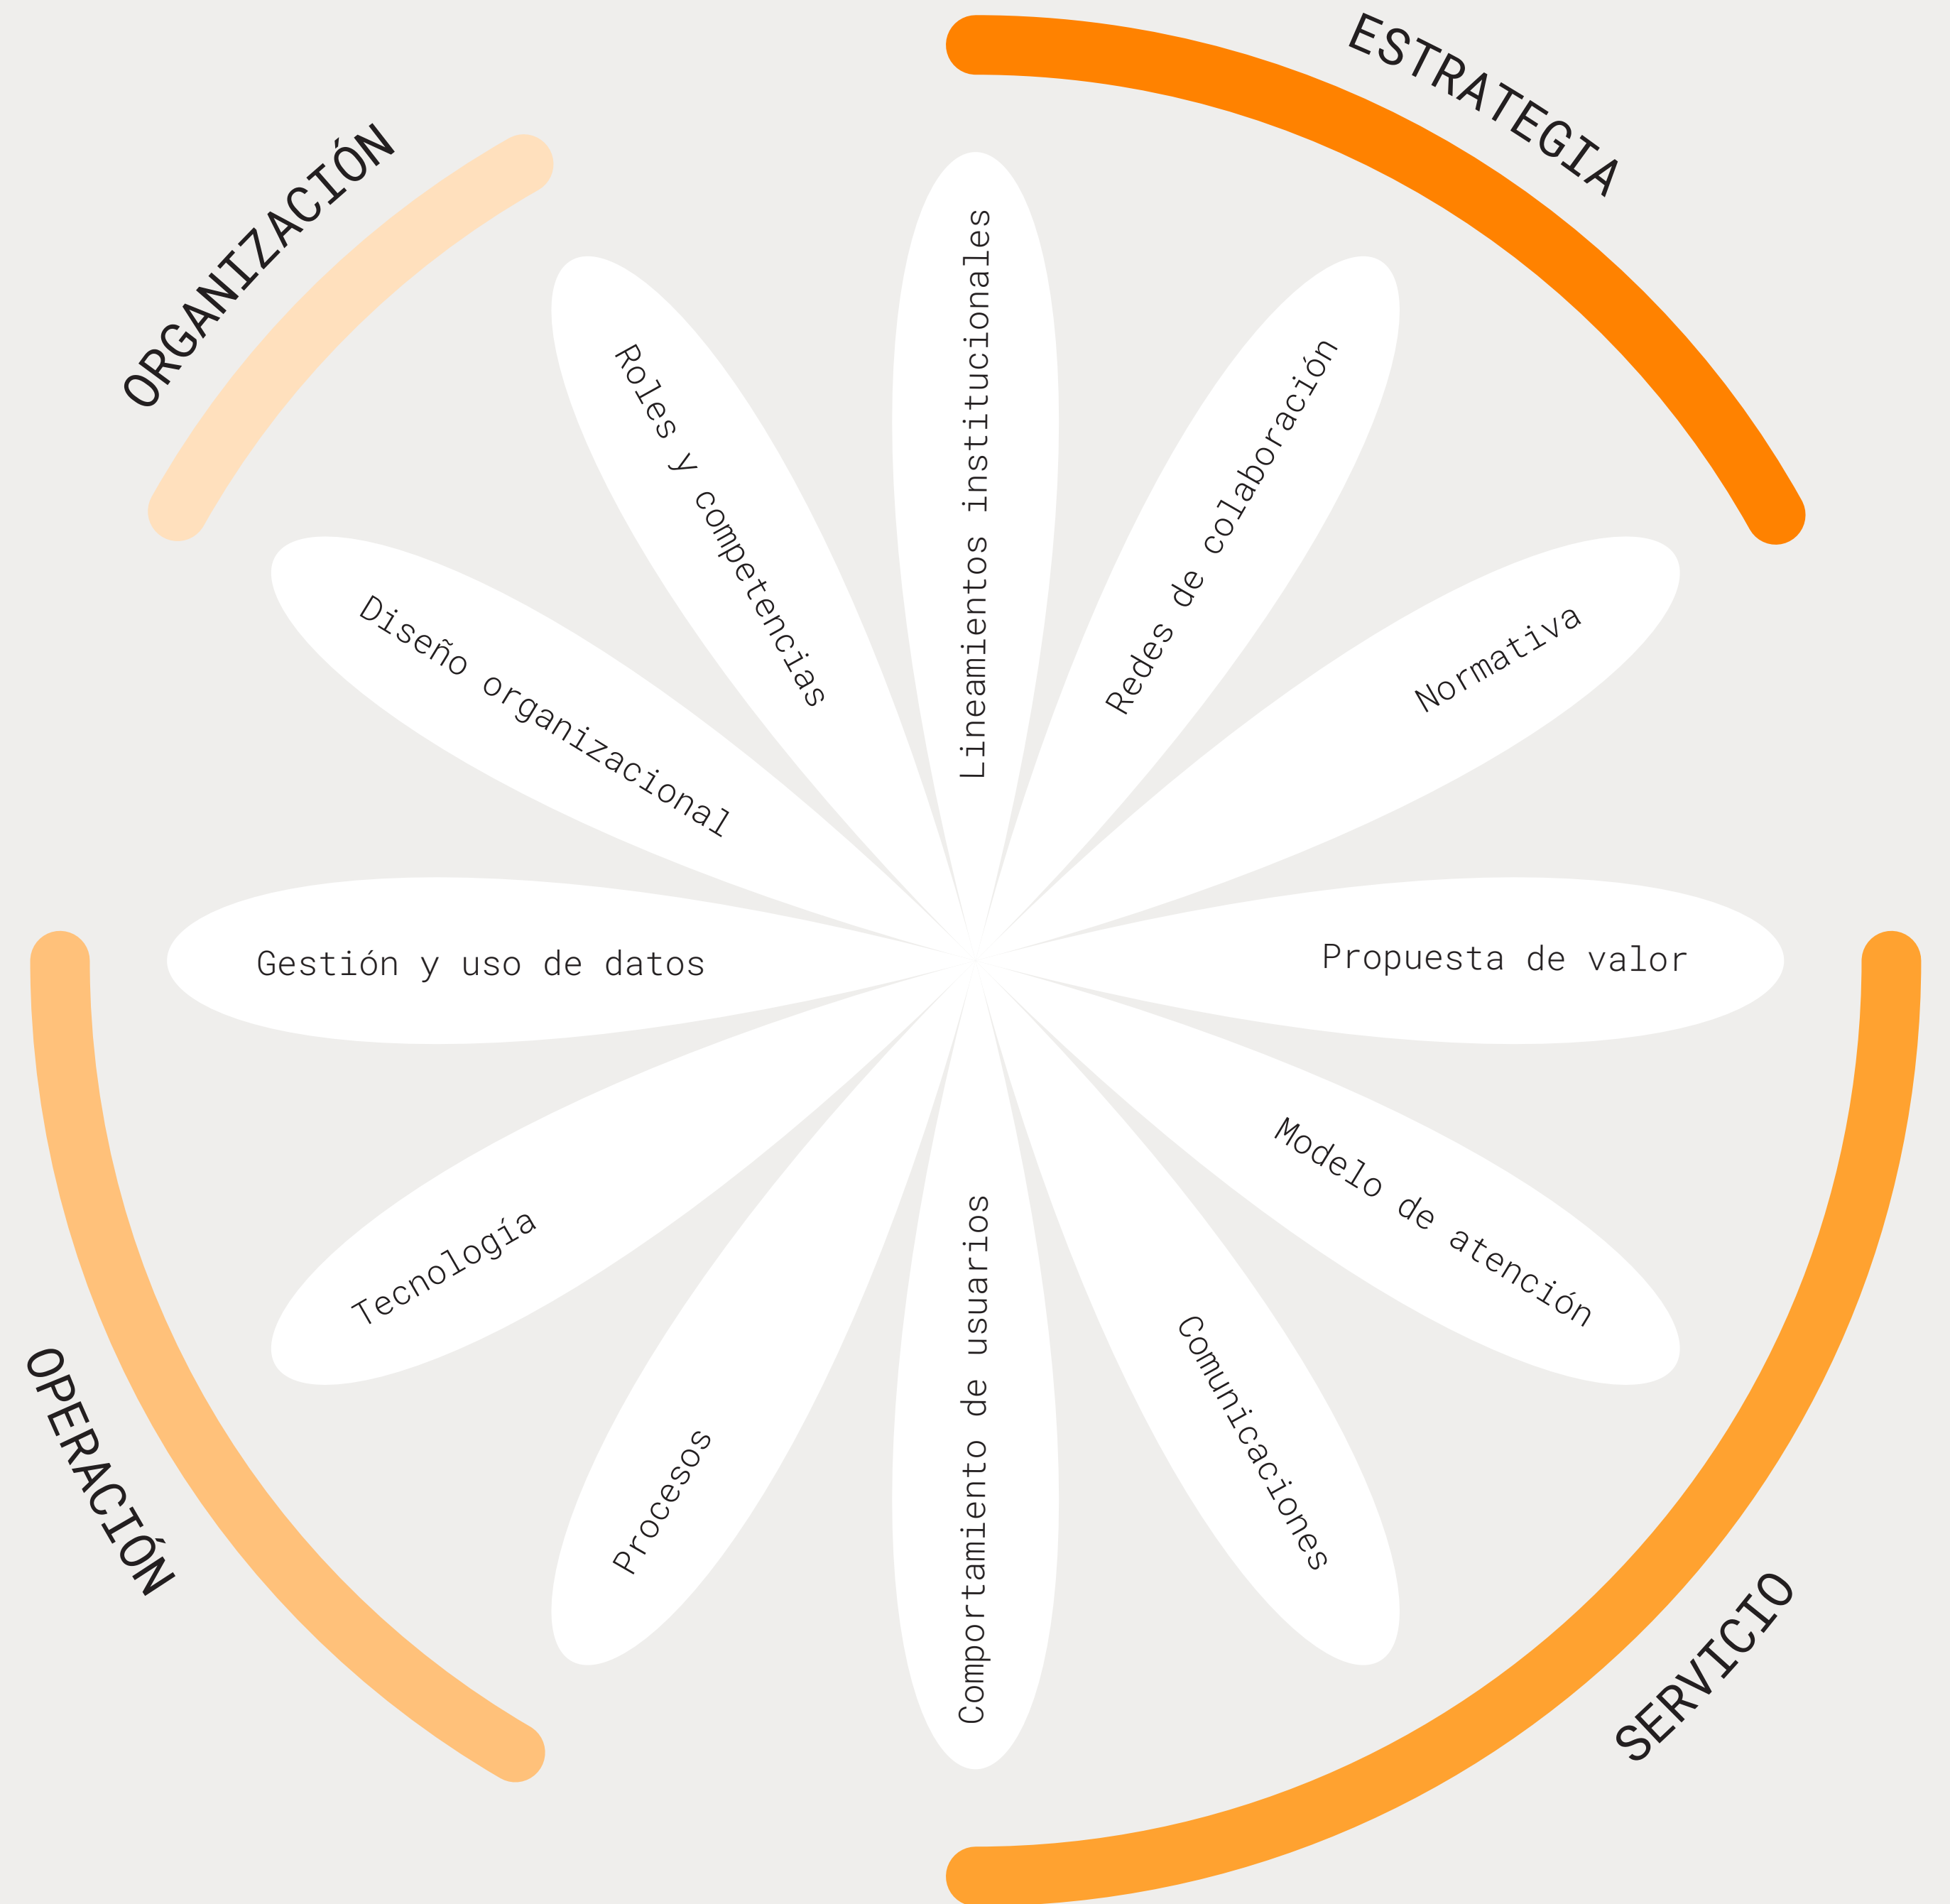 ESTRATEGIA
Lineamientos institucionales
Redes de colaboración
Normativa
SERVICIO
Propuesta de valor
Modelo de atención
Comunicaciones
Comportamiento de usuarios
OPERACIÓN
Procesos
Tecnología
Gestión y uso de datos
ORGANIZACIÓN
Diseño organizacional
Roles y competencias